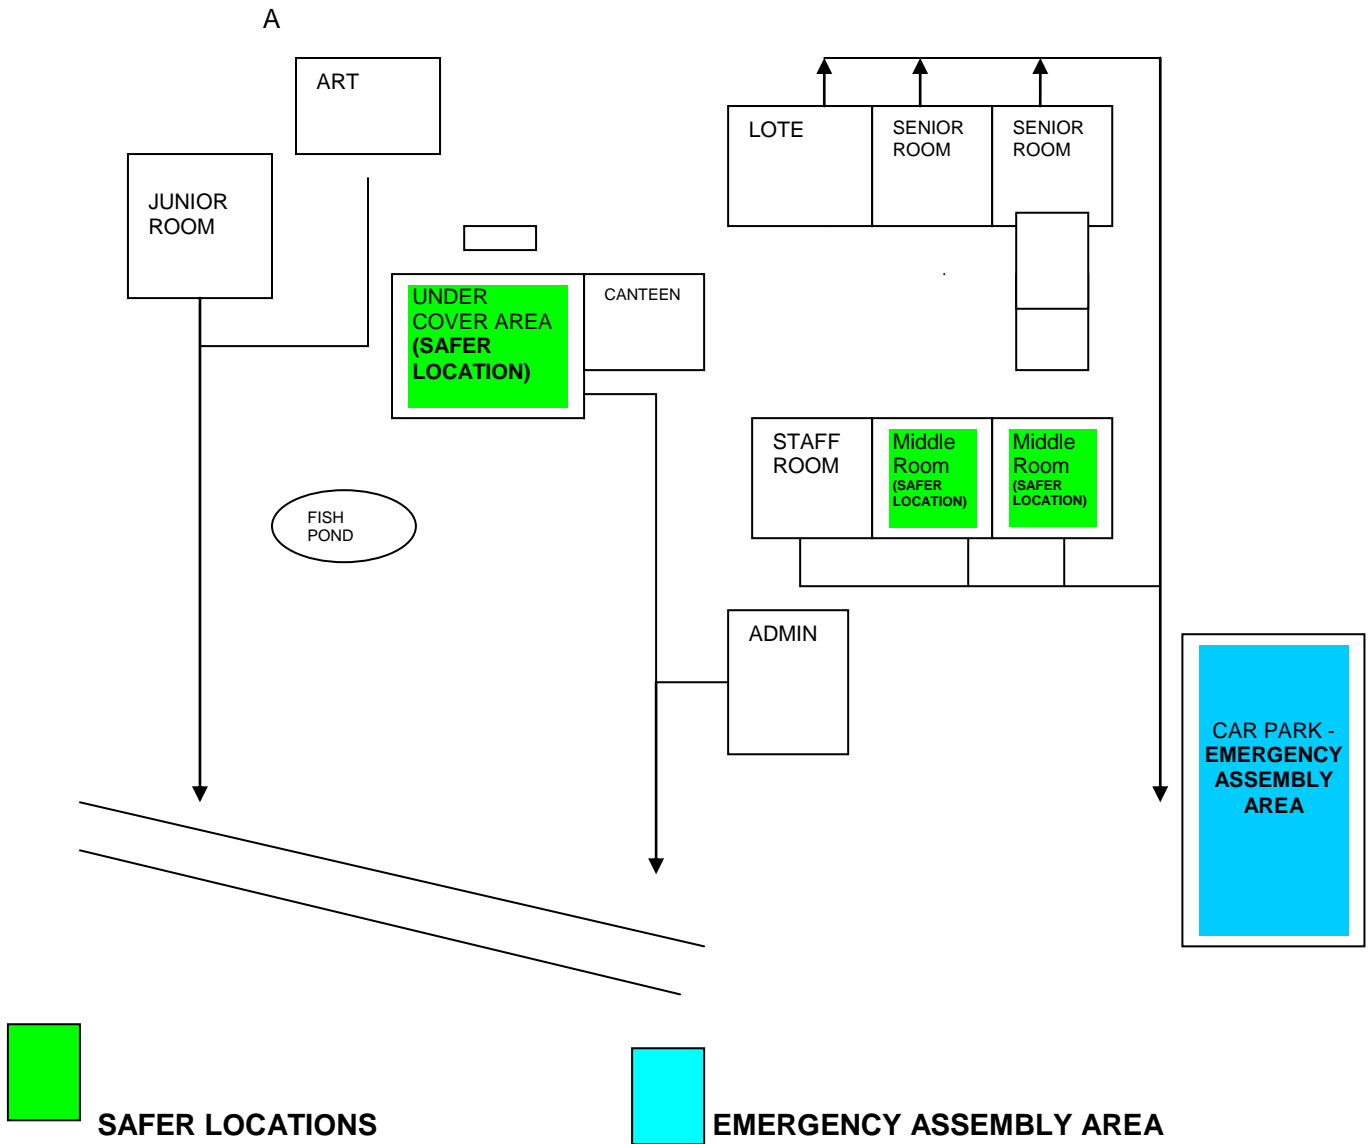 A
ART
LOTE
SENIOR
ROOM
SENIOR
ROOM
JUNIOR
ROOM
UNDER
COVER AREA
(SAFER
LOCATION)
CANTEEN
STAFF
ROOM
Middle
Room
(SAFER
LOCATION)
Middle
Room
(SAFER
LOCATION)
FISH
POND
ADMIN
CAR PARK -
EMERGENCY
ASSEMBLY
AREA
SAFER LOCATIONS
EMERGENCY ASSEMBLY AREA